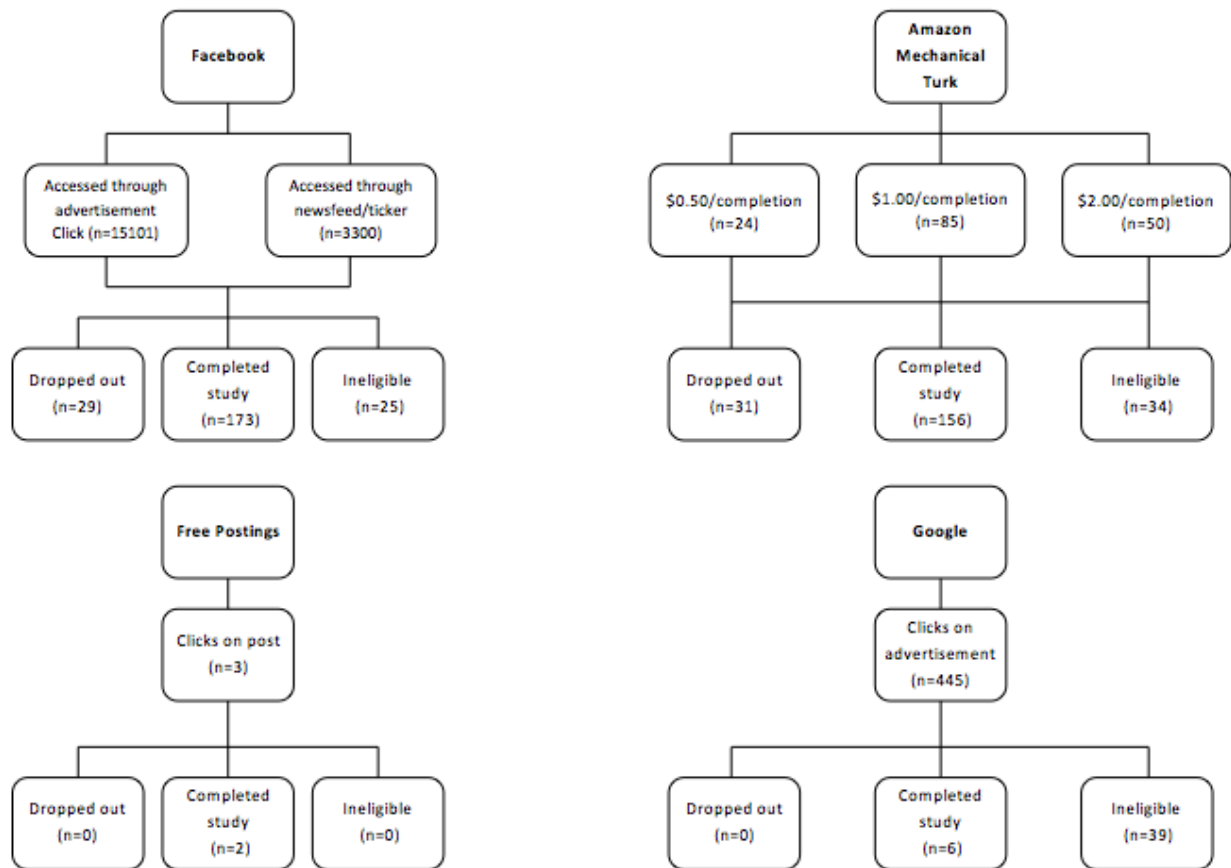 Facebook
Accessed through
advertisement
Click (n=15101)
Accessed through
newsfeed/ticker
(n=3300)
Dropped out
(n=29)
Completed
study
(n=173)
Ineligible
(n=25)
Amazon
Mechanical
Turk
$0.50/completion
(n=24)
$1.00/completion
(n=85)
$2.00/completion
(n=50)
Dropped out
(n=31)
Completed
study
(n=156)
Ineligible
(n=34)
Free Postings
Clicks on post
(n=3)
Dropped out
(n=0)
Completed
study
(n=2)
Ineligible
(n=0)
Google
Clicks on
advertisement
(n=445)
Dropped out
(n=0)
Completed
study
(n=6)
Ineligible
(n=39)